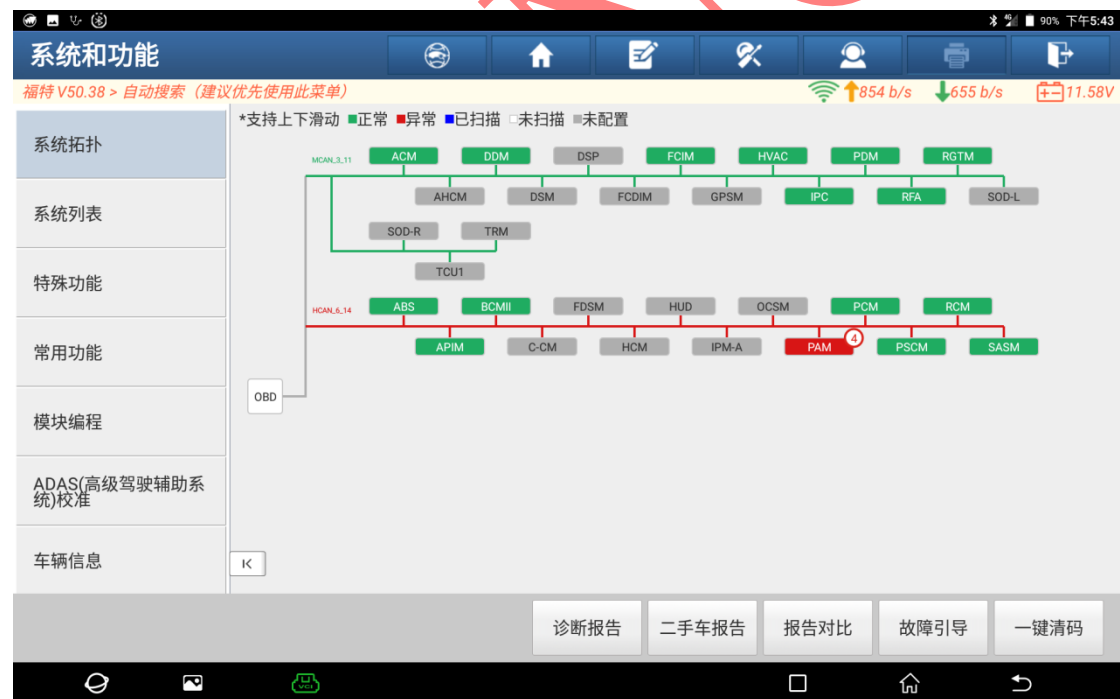 90% 下午5:43
系统和功能
福特 V50.38 > 自动搜索（建议优先使用此菜单）
854 b/s 655 b/s 11.58V
系统拓扑
系统列表
特殊功能
常用功能
模块编程
ADAS(高级驾驶辅助系
统)校准
车辆信息
*支持上下滑动 正常 异常 已扫描 未扫描 未配置
MCAN_3_11 ACM DDM DSP FCIM HVAC PDM RGTM
AHCM DSM FCDIM GPSM IPC RFA SOD-L
SOD-R TRM
TCU1
HCAN_6_14 ABS BCMII FDSM HUD OCSM PCM RCM
APIM C-CM HCM IPM-A PAM 4 PSCM SASM
OBD
诊断报告 二手车报告 报告对比 故障引导 一键清码
VCI